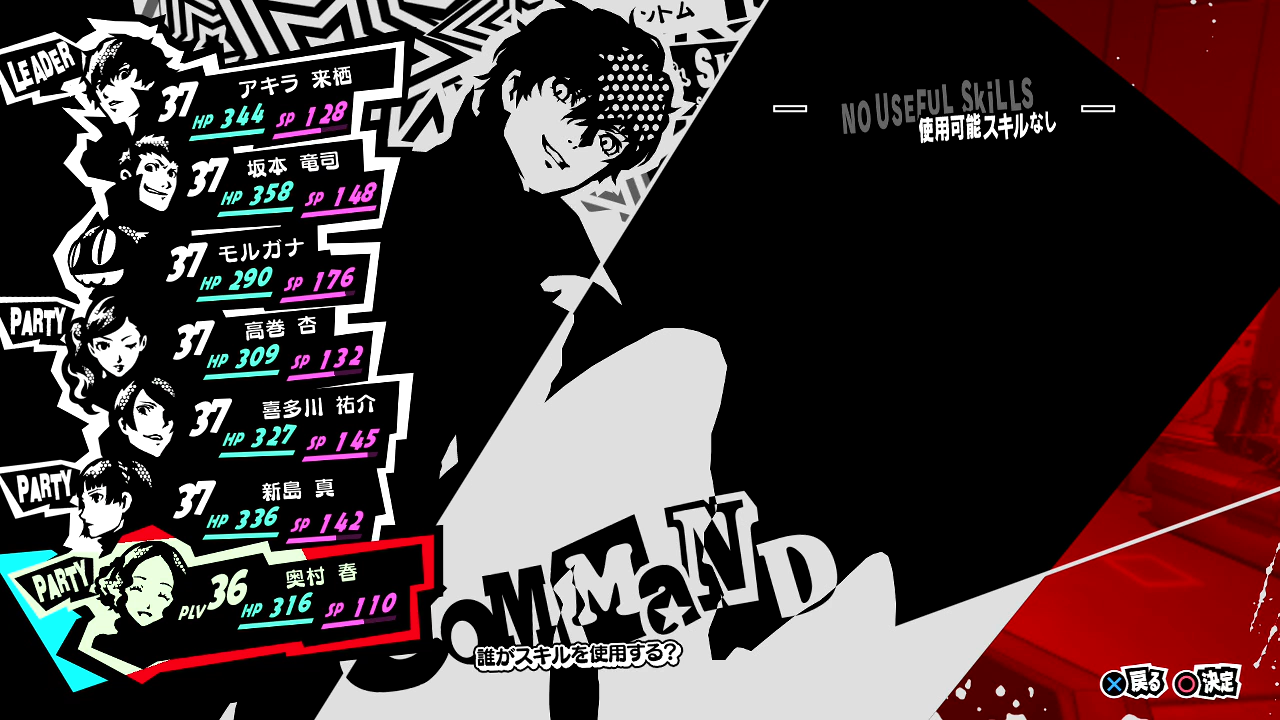 LEADER
37
アキラ 来栖
HP 344 SP 128
37
坂本 竜司
HP 358 SP 148
37
モルガナ
HP 290 SP 176
PARTY
37
高巻 杏
HP 309 SP 132
37
喜多川 祐介
HP 327 SP 145
PARTY
37
新島 真
HP 336 SP 142
PARTY
PLV 36
奥村 春
HP 316 SP 110
ントム
NO USEFUL SkiLLS
使用可能スキルなし
COMMaND
誰がスキルを使用する?
戻る 決定